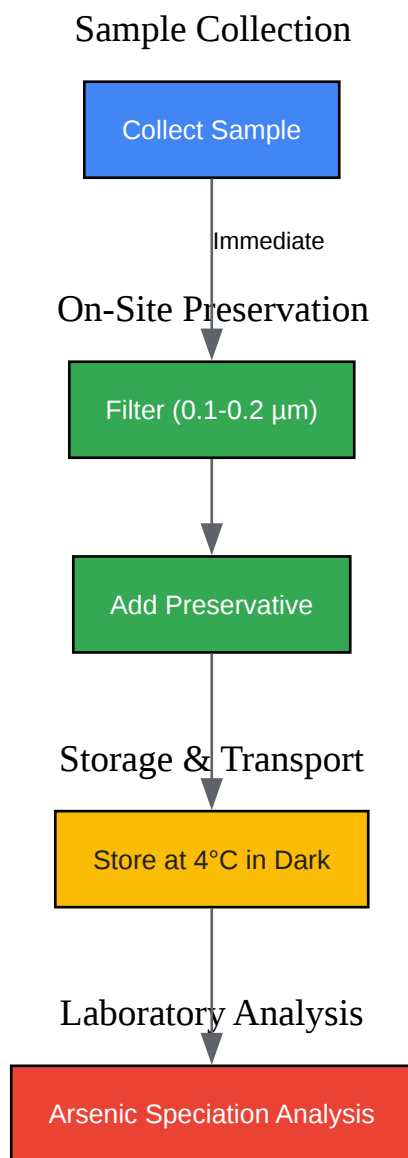 Sample Collection
Collect Sample
Immediate
On-Site Preservation
Filter (0.1-0.2 µm)
Add Preservative
Storage & Transport
Store at 4°C in Dark
Laboratory Analysis
Arsenic Speciation Analysis